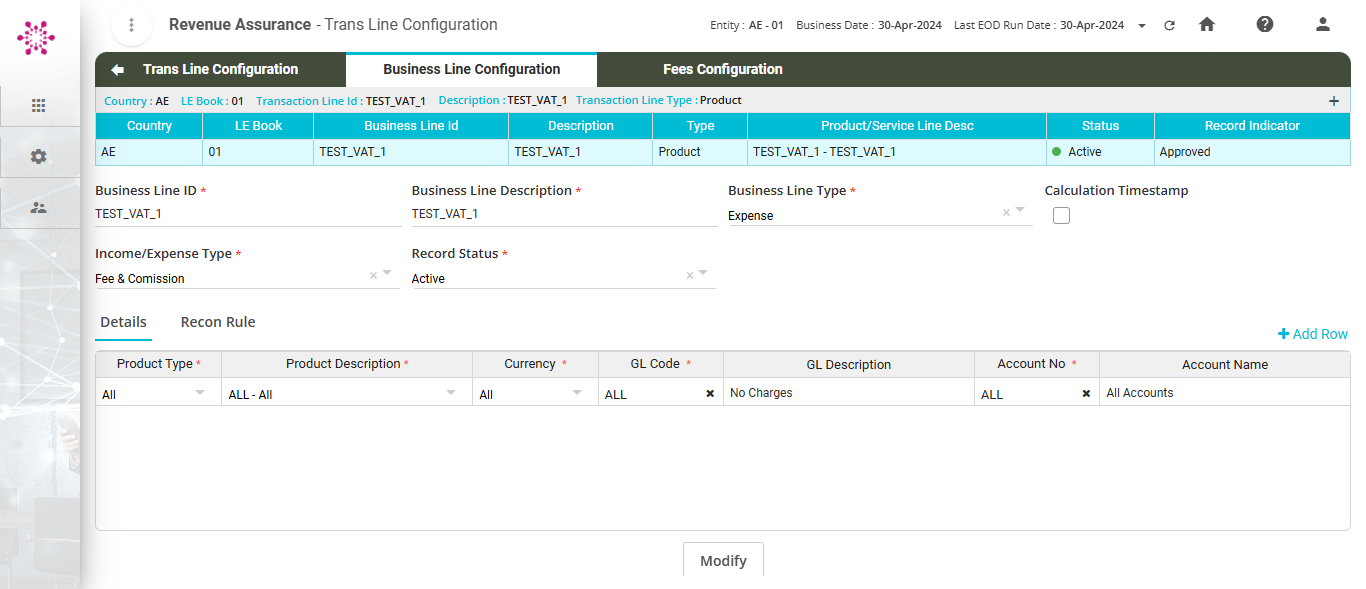 Revenue Assurance - Trans Line Configuration
Entity : AE - 01 Business Date : 30-Apr-2024 Last EOD Run Date : 30-Apr-2024
Trans Line Configuration Business Line Configuration Fees Configuration
Country : AE LE Book : 01 Transaction Line Id : TEST_VAT_1 Description : TEST_VAT_1 Transaction Line Type : Product
Country LE Book Business Line Id Description Type Product/Service Line Desc Status Record Indicator
AE 01 TEST_VAT_1 TEST_VAT_1 Product TEST_VAT_1 - TEST_VAT_1 Active Approved
Business Line ID * Business Line Description * Business Line Type * Calculation Timestamp
TEST_VAT_1 TEST_VAT_1 Expense
Income/Expense Type * Record Status *
Fee & Comission Active
Details Recon Rule
Add Row
Product Type * Product Description * Currency * GL Code * GL Description Account No * Account Name
All ALL - All All ALL No Charges ALL All Accounts
Modify